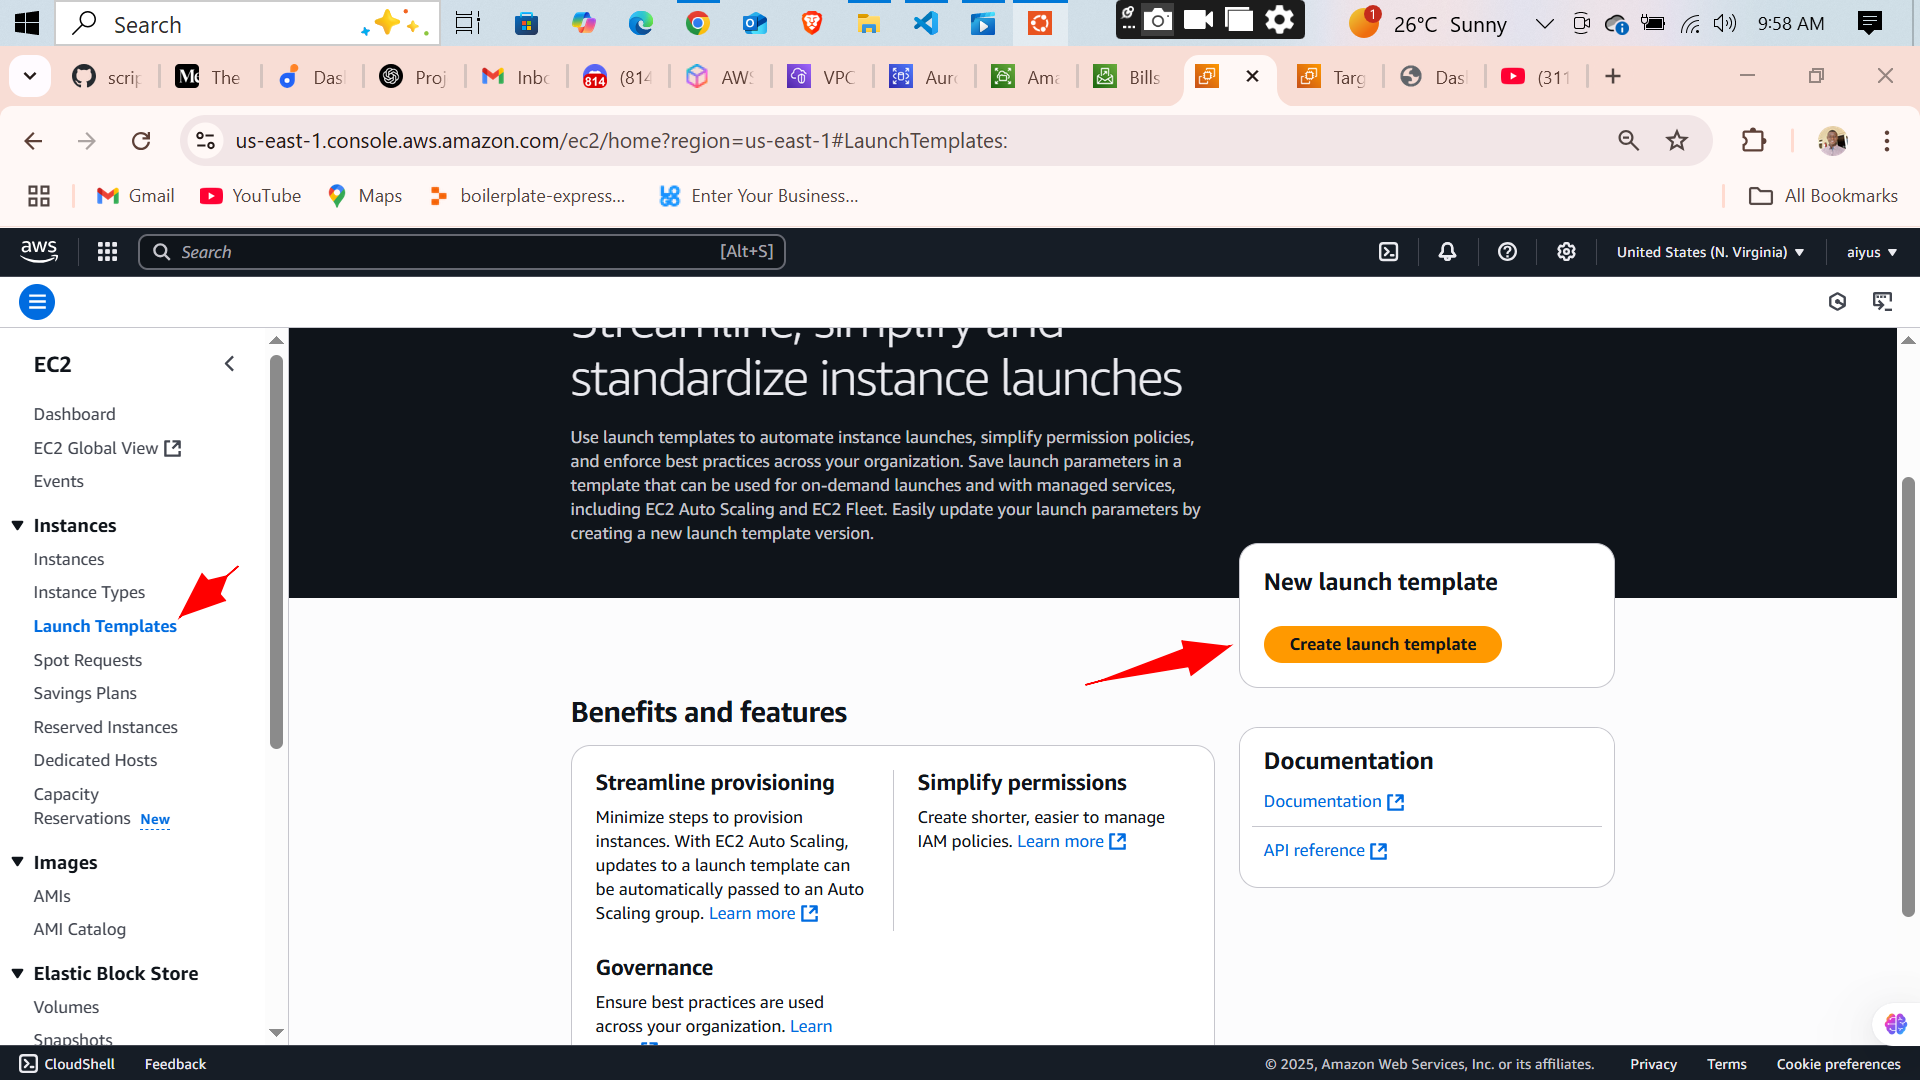 Search
1
26°C Sunny
9:58 AM
scrip
Me
The
Dasl
Proj
Inbo
814
(814
AWS
VPC
Auro
Ama
Bills
Targ
Dasl
(311
us-east-1.console.aws.amazon.com/ec2/home?region=us-east-1#LaunchTemplates:
Gmail
YouTube
Maps
boilerplate-express...
Enter Your Business...
All Bookmarks
aws
Search
[Alt+S]
United States (N. Virginia)
aiyus
EC2
Dashboard
EC2 Global View
Events
Instances
Instances
Instance Types
Launch Templates
Spot Requests
Savings Plans
Reserved Instances
Dedicated Hosts
Capacity
Reservations New
Images
AMIs
AMI Catalog
Elastic Block Store
Volumes
Snapshots
Streamline, simplify and
standardize instance launches
Use launch templates to automate instance launches, simplify permission policies,
and enforce best practices across your organization. Save launch parameters in a
template that can be used for on-demand launches and with managed services,
including EC2 Auto Scaling and EC2 Fleet. Easily update your launch parameters by
creating a new launch template version.
New launch template
Create launch template
Benefits and features
Streamline provisioning
Minimize steps to provision
instances. With EC2 Auto Scaling,
updates to a launch template can
be automatically passed to an Auto
Scaling group. Learn more
Simplify permissions
Create shorter, easier to manage
IAM policies. Learn more
Governance
Ensure best practices are used
across your organization. Learn
Documentation
Documentation
API reference
CloudShell
Feedback
© 2025, Amazon Web Services, Inc. or its affiliates.
Privacy
Terms
Cookie preferences